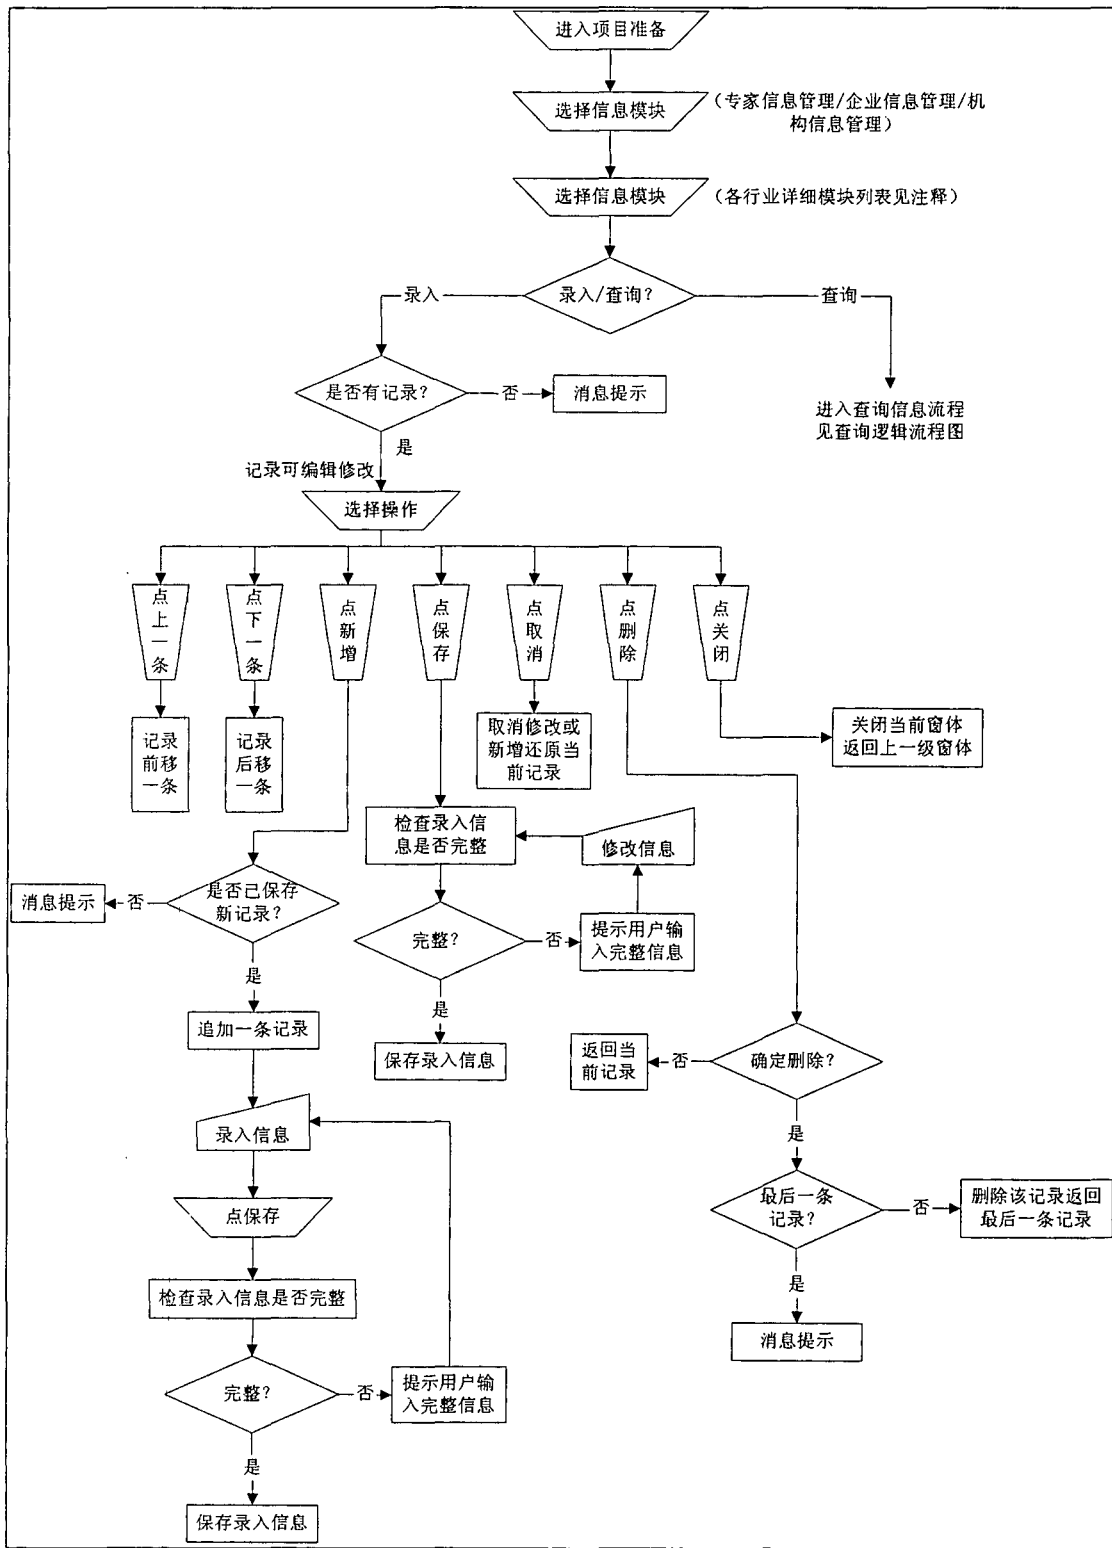 进入项目准备
选择信息模块
(专家信息管理/企业信息管理/机
构信息管理)
选择信息模块
(各行业详细模块列表见注释)
录入/查询?
录入
查询
是否有记录?
否
消息提示
进入查询信息流程
见查询逻辑流程图
是
记录可编辑修改
选择操作
点上一条
点下一条
点新增
点保存
点取消
点删除
点关闭
记录
前移
一条
记录
后移
一条
取消修改或
新增还原当
前记录
关闭当前窗体
返回上一级窗体
检查录入信
息是否完整
修改信息
是否已保存
新记录?
否
消息提示
完整?
否
提示用户输
入完整信息
是
是
追加一条记录
保存录入信息
确定删除?
否
返回当
前记录
录入信息
是
点保存
最后一条
记录?
否
删除该记录返回
最后一条记录
检查录入信息是否完整
是
消息提示
完整?
否
提示用户输
入完整信息
是
保存录入信息